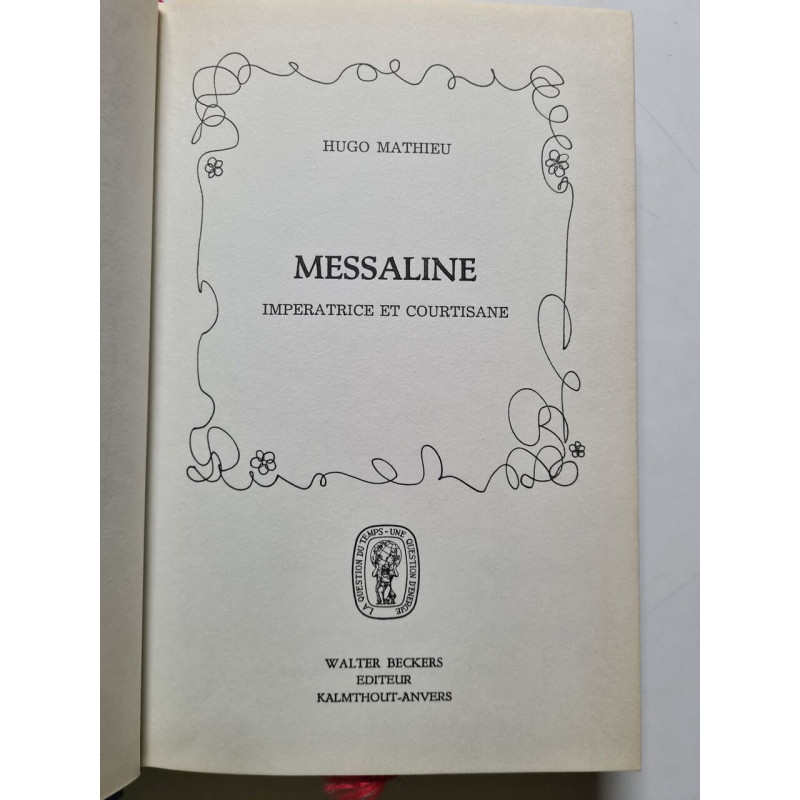 HUGO MATHIEU
MESSALINE
IMPERATRICE ET COURTISANE
LA QUESTION DU TEMPS - UNE QUESTION D'ENERGIE
WALTER BECKERS
EDITEUR
KALMTHOUT-ANVERS